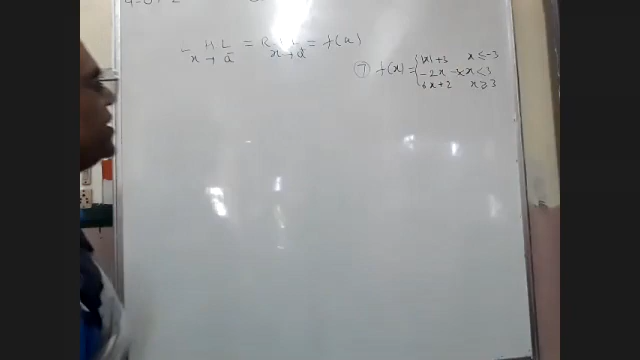 L H L = R H L = f(a)
x → a⁻ x → a⁺
⑦ f(x) = { |x| + 3 x ≤ -3
-2x -3 < x < 3
6x + 2 x ≥ 3